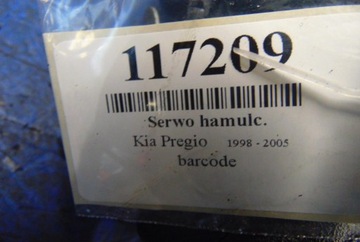 117209
Serwo hamulc.
Kia Pregio 1998 - 2005
barcode